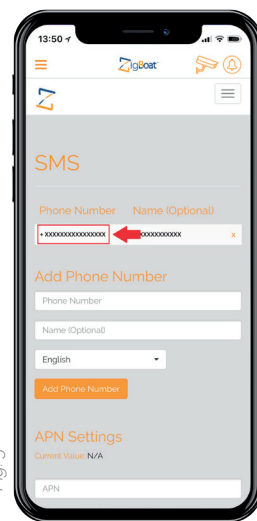 13:50
ZigBoat
SMS
Phone Number Name (Optional)
+xxxxxxxxxxxxxxx xxxxxxxxxxx x
Add Phone Number
Phone Number
Name (Optional)
English
Add Phone Number
APN Settings
Current Value: N/A
APN